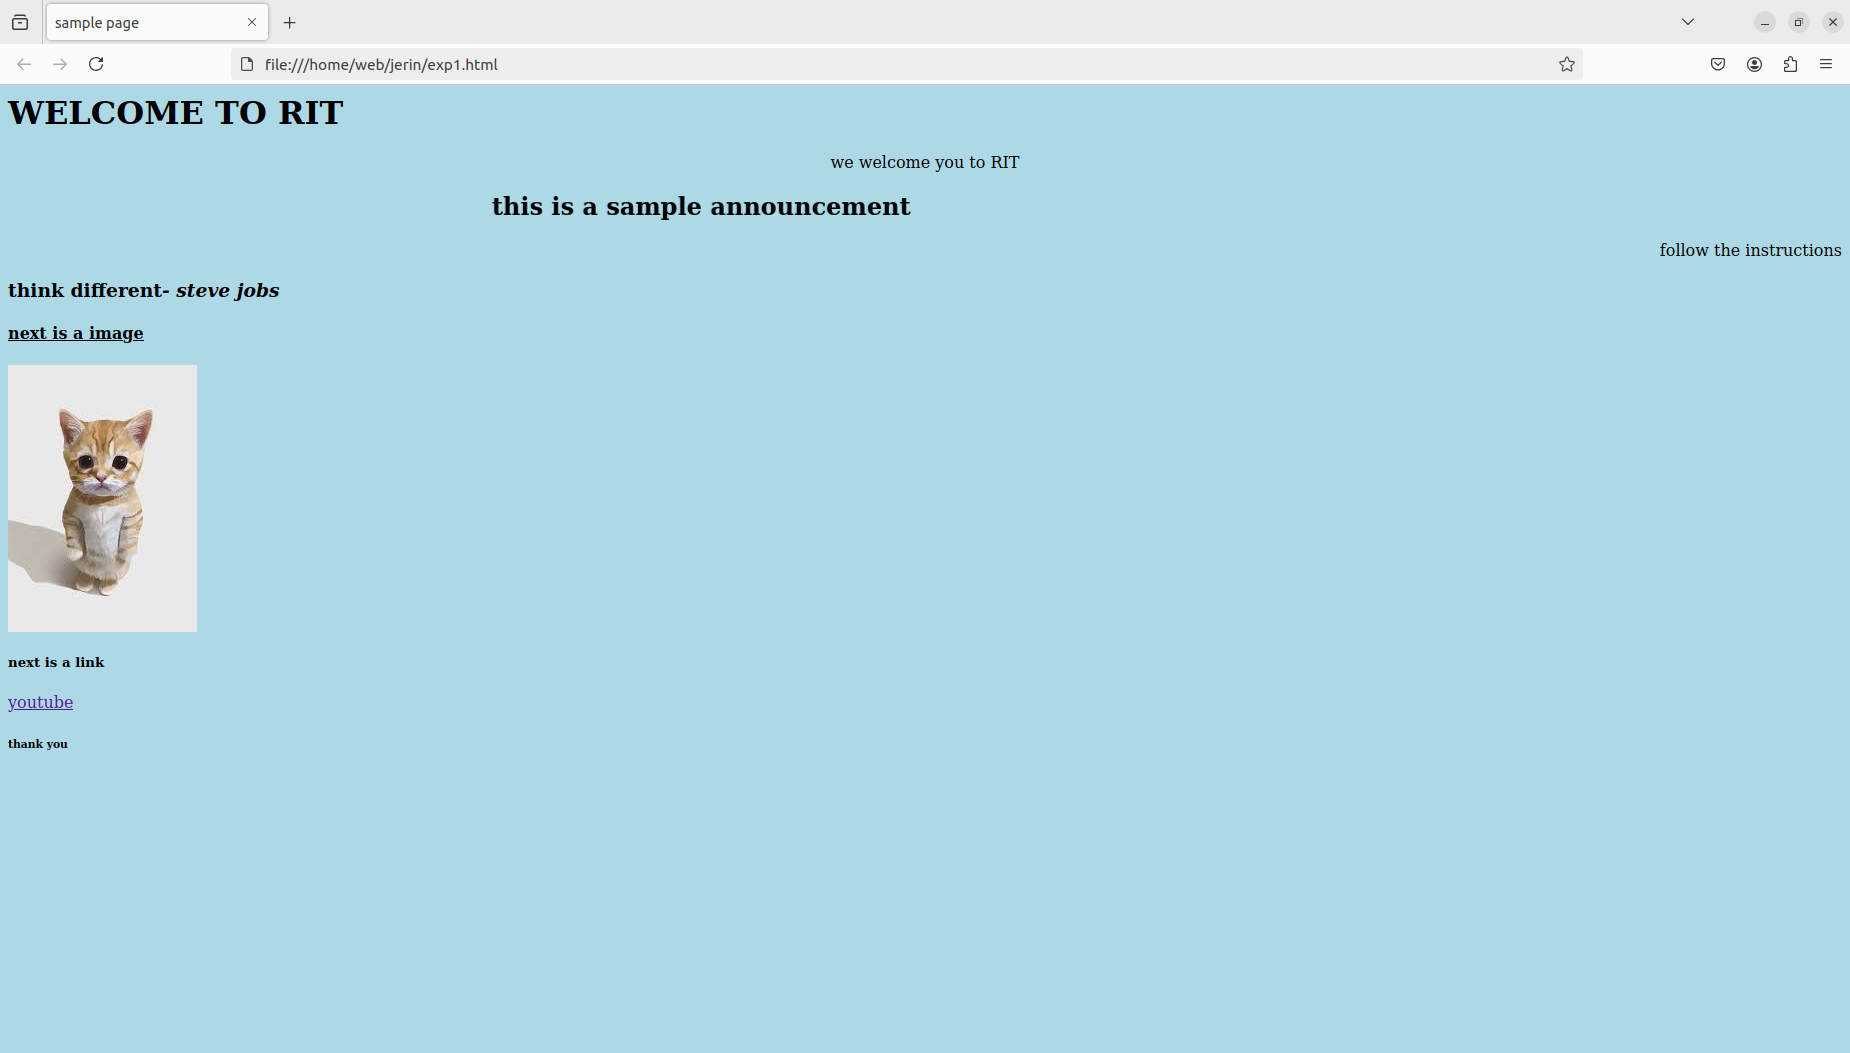 sample page
file:///home/web/jerin/exp1.html
WELCOME TO RIT
we welcome you to RIT
this is a sample announcement
follow the instructions
think different- steve jobs
next is a image
next is a link
youtube
thank you